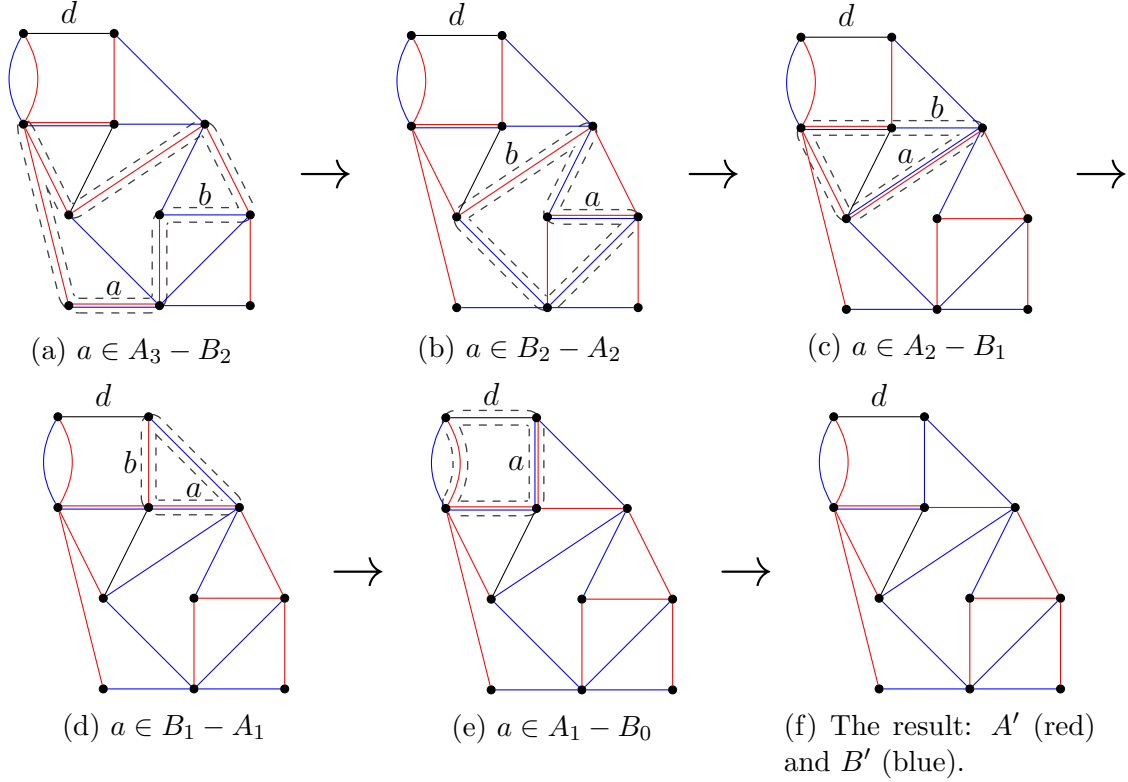 d
b
a
(a) a ∈ A₃ − B₂
d
b
a
(b) a ∈ B₂ − A₂
d
b
a
(c) a ∈ A₂ − B₁
d
b
a
(d) a ∈ B₁ − A₁
d
a
(e) a ∈ A₁ − B₀
d
(f) The result: A′ (red)
and B′ (blue).